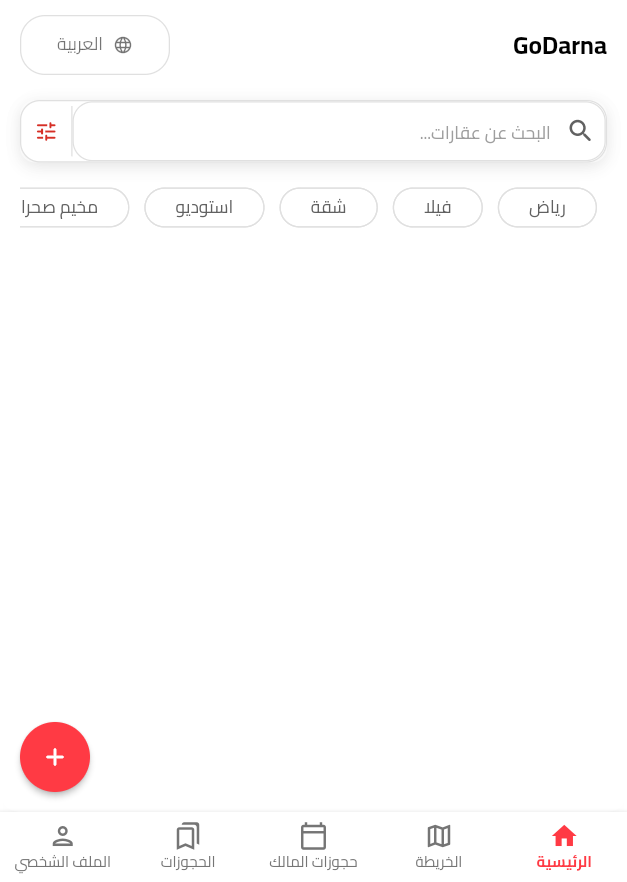 GoDarna
العربية
البحث عن عقارات...
رياض
فيلا
شقة
استوديو
مخيم صحرا
الرئيسية
الخريطة
حجوزات المالك
الحجوزات
الملف الشخصي